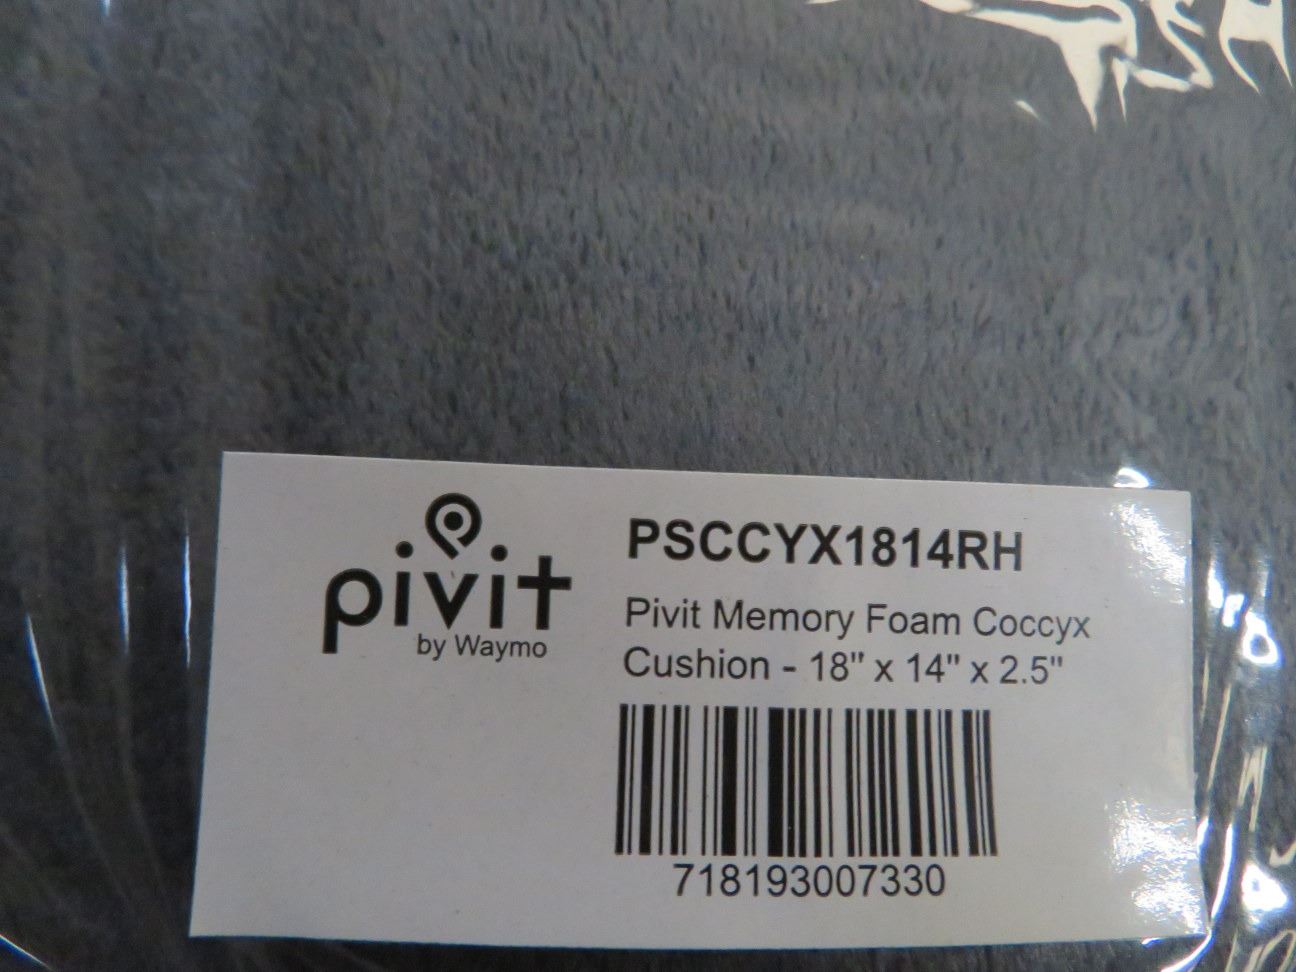 pivit
by Waymo
PSCCYX1814RH
Pivit Memory Foam Coccyx
Cushion - 18" x 14" x 2.5"
718193007330